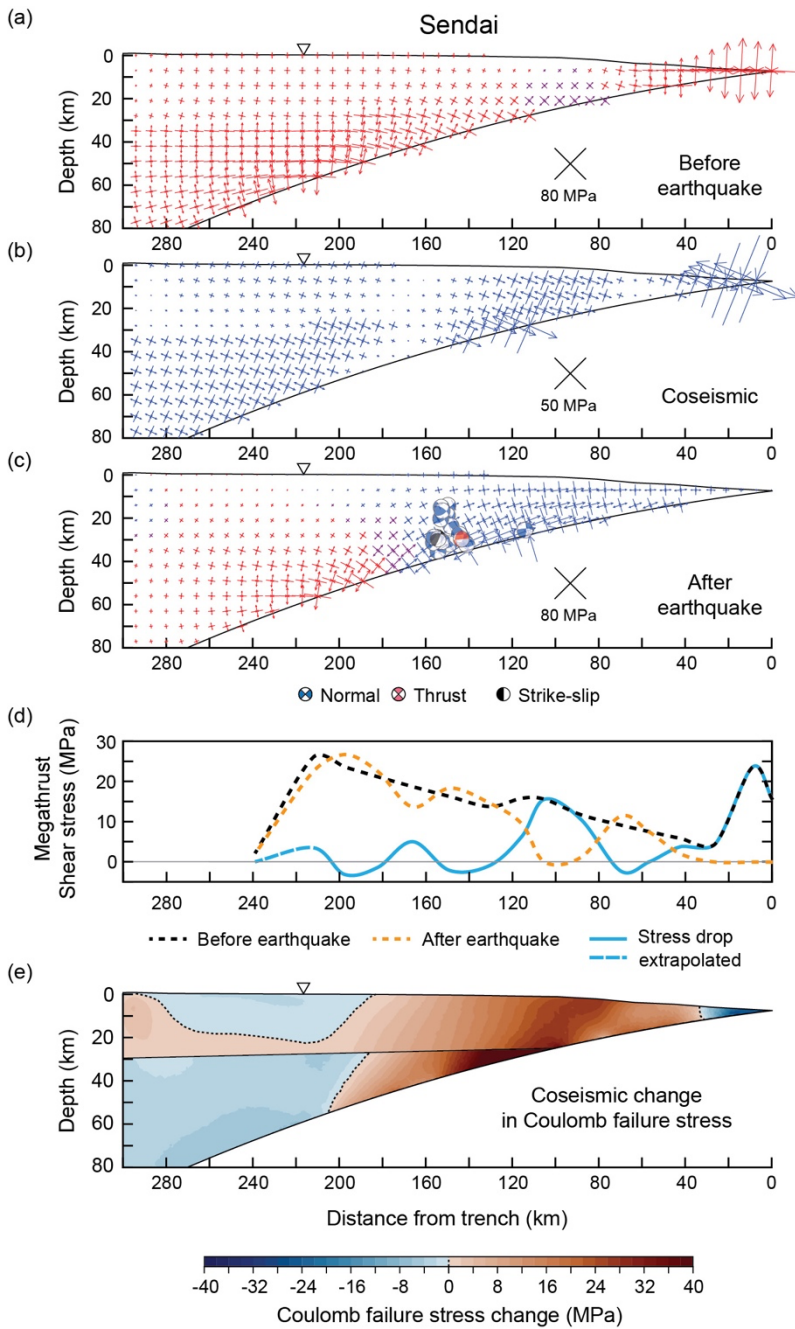 Sendai
(a)
0
20
40
60
80
Depth (km)
80 MPa
Before
earthquake
280 240 200 160 120 80 40 0
(b)
0
20
40
60
80
Depth (km)
50 MPa
Coseismic
280 240 200 160 120 80 40 0
(c)
0
20
40
60
80
Depth (km)
80 MPa
After
earthquake
280 240 200 160 120 80 40 0
Normal Thrust Strike-slip
(d)
30
20
10
0
Megathrust
Shear stress (MPa)
280 240 200 160 120 80 40 0
Before earthquake After earthquake Stress drop
extrapolated
(e)
0
20
40
60
80
Depth (km)
Coseismic change
in Coulomb failure stress
280 240 200 160 120 80 40 0
Distance from trench (km)
-40 -32 -24 -16 -8 0 8 16 24 32 40
Coulomb failure stress change (MPa)